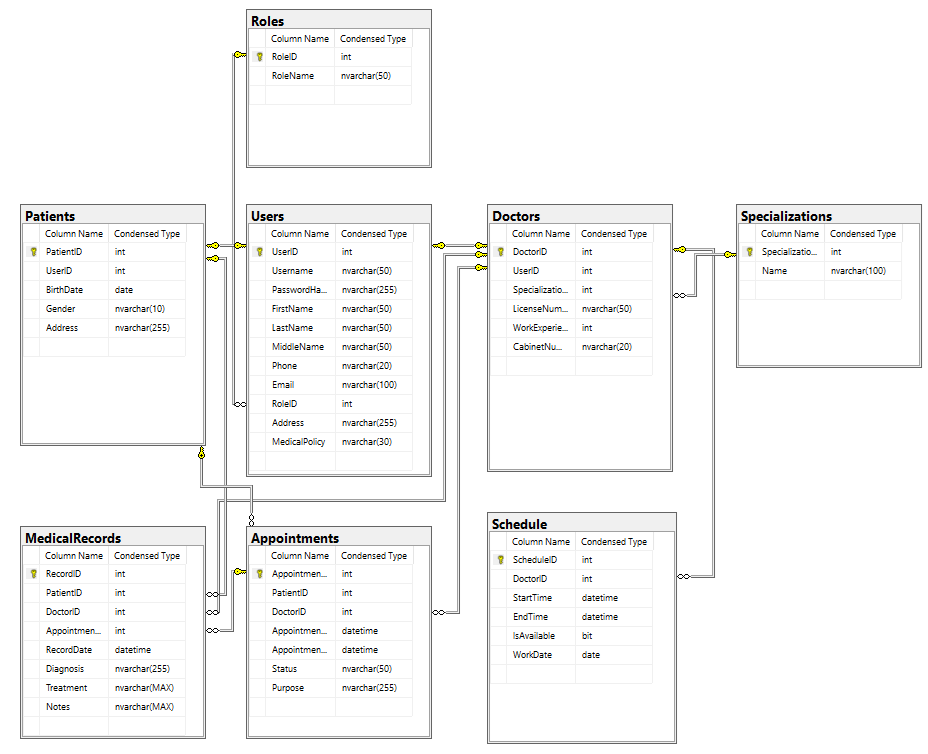 Roles
Column Name Condensed Type
RoleID int
RoleName nvarchar(50)
Patients
Column Name Condensed Type
PatientID int
UserID int
BirthDate date
Gender nvarchar(10)
Address nvarchar(255)
Users
Column Name Condensed Type
UserID int
Username nvarchar(50)
PasswordHa... nvarchar(255)
FirstName nvarchar(50)
LastName nvarchar(50)
MiddleName nvarchar(50)
Phone nvarchar(20)
Email nvarchar(100)
RoleID int
Address nvarchar(255)
MedicalPolicy nvarchar(30)
Doctors
Column Name Condensed Type
DoctorID int
UserID int
Specializatio... int
LicenseNum... nvarchar(50)
WorkExperie... int
CabinetNu... nvarchar(20)
Specializations
Column Name Condensed Type
Specializatio... int
Name nvarchar(100)
MedicalRecords
Column Name Condensed Type
RecordID int
PatientID int
DoctorID int
Appointmen... int
RecordDate datetime
Diagnosis nvarchar(255)
Treatment nvarchar(MAX)
Notes nvarchar(MAX)
Appointments
Column Name Condensed Type
Appointmen... int
PatientID int
DoctorID int
Appointmen... datetime
Appointmen... datetime
Status nvarchar(50)
Purpose nvarchar(255)
Schedule
Column Name Condensed Type
ScheduleID int
DoctorID int
StartTime datetime
EndTime datetime
IsAvailable bit
WorkDate date